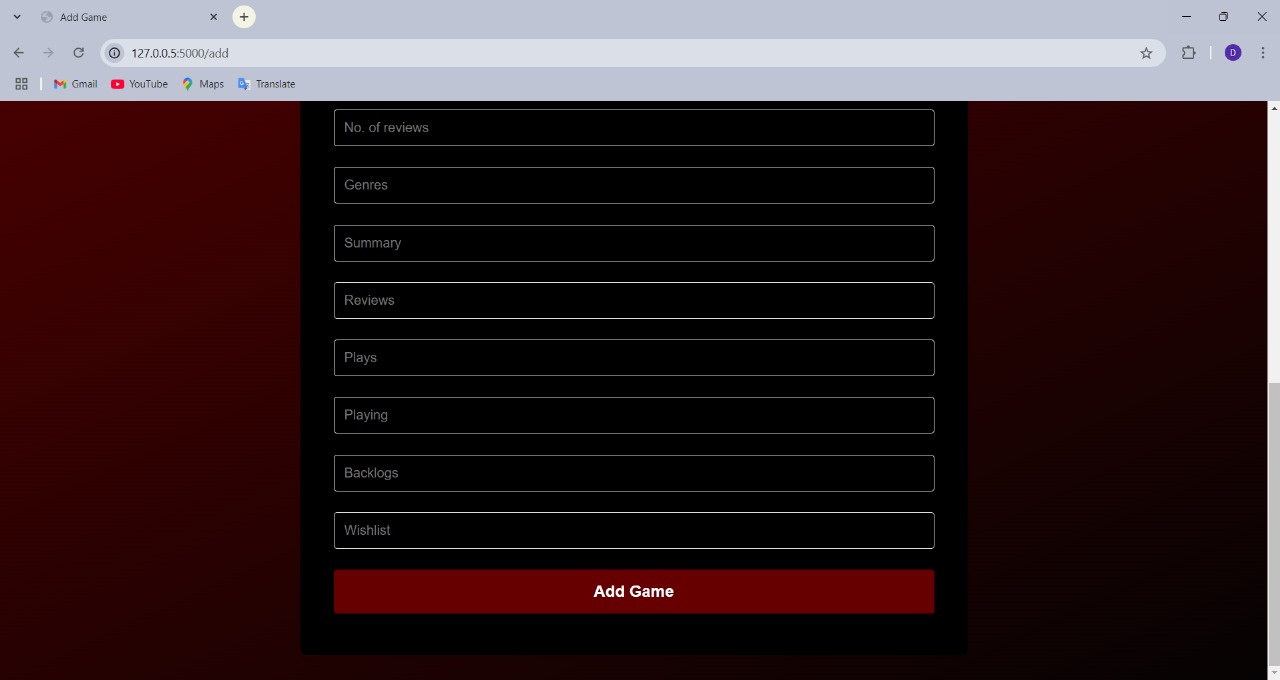 Add Game
127.0.0.5:5000/add
D
Gmail
YouTube
Maps
Translate
No. of reviews
Genres
Summary
Reviews
Plays
Playing
Backlogs
Wishlist
Add Game